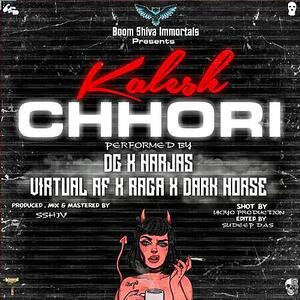 Boom Shiva Immortals
Presents
Kalesh
CHHORI
PERFORMED BY
DG X HARJAS
VIRTUAL AF X RAGA X DARK HORSE
PRODUCED , MIX & MASTERED BY
SSHIV
SHOT BY
UKIYO PRODUCTION
EDITED BY
SUDEEP DAS